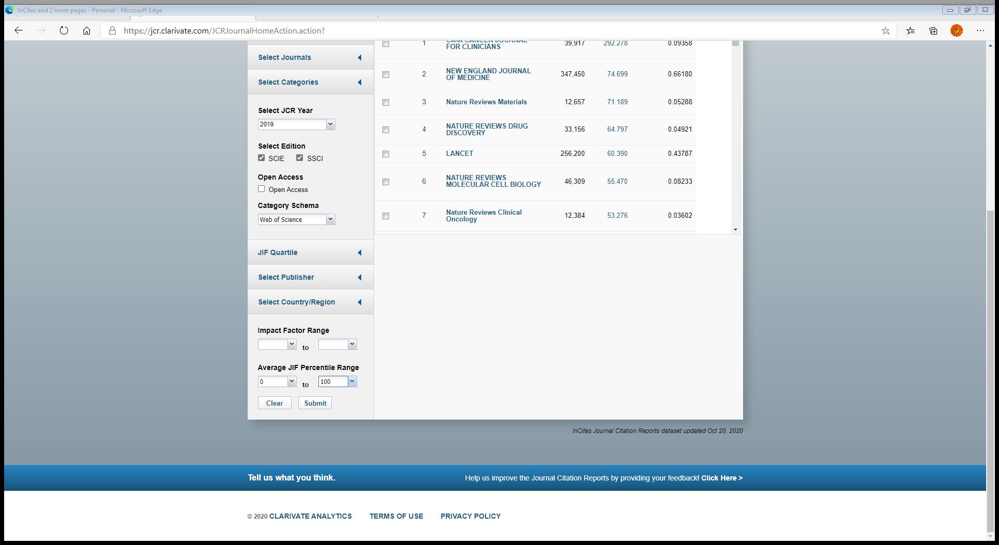 InCites and 2 more pages - Personal - Microsoft Edge
https://jcr.clarivate.com/JCRJournalHomeAction.action?
Select Journals
Select Categories
Select JCR Year
2019
Select Edition
SCIE SSCI
Open Access
Open Access
Category Schema
Web of Science
JIF Quartile
Select Publisher
Select Country/Region
Impact Factor Range
to
Average JIF Percentile Range
0 to 100
Clear Submit
1 CA-A CANCER JOURNAL
FOR CLINICIANS 39,917 292.278 0.09358
2 NEW ENGLAND JOURNAL
OF MEDICINE 347,450 74.699 0.66180
3 Nature Reviews Materials 12,657 71.189 0.05288
4 NATURE REVIEWS DRUG
DISCOVERY 33,156 64.797 0.04921
5 LANCET 256,200 60.390 0.43787
6 NATURE REVIEWS
MOLECULAR CELL BIOLOGY 46,309 55.470 0.08233
7 Nature Reviews Clinical
Oncology 12,384 53.276 0.03602
InCites Journal Citation Reports dataset updated Oct 20, 2020
Tell us what you think. Help us improve the Journal Citation Reports by providing your feedback! Click Here >
© 2020 CLARIVATE ANALYTICS TERMS OF USE PRIVACY POLICY